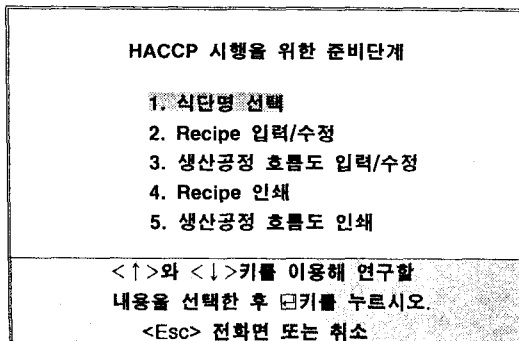 HACCP 시행을 위한 준비단계
1. 식단명 선택
2. Recipe 입력/수정
3. 생산공정 흐름도 입력/수정
4. Recipe 인쇄
5. 생산공정 흐름도 인쇄
<↑>와 <↓>키를 이용해 연구할
내용을 선택한 후 ↵키를 누르시오.
<Esc> 전화면 또는 취소